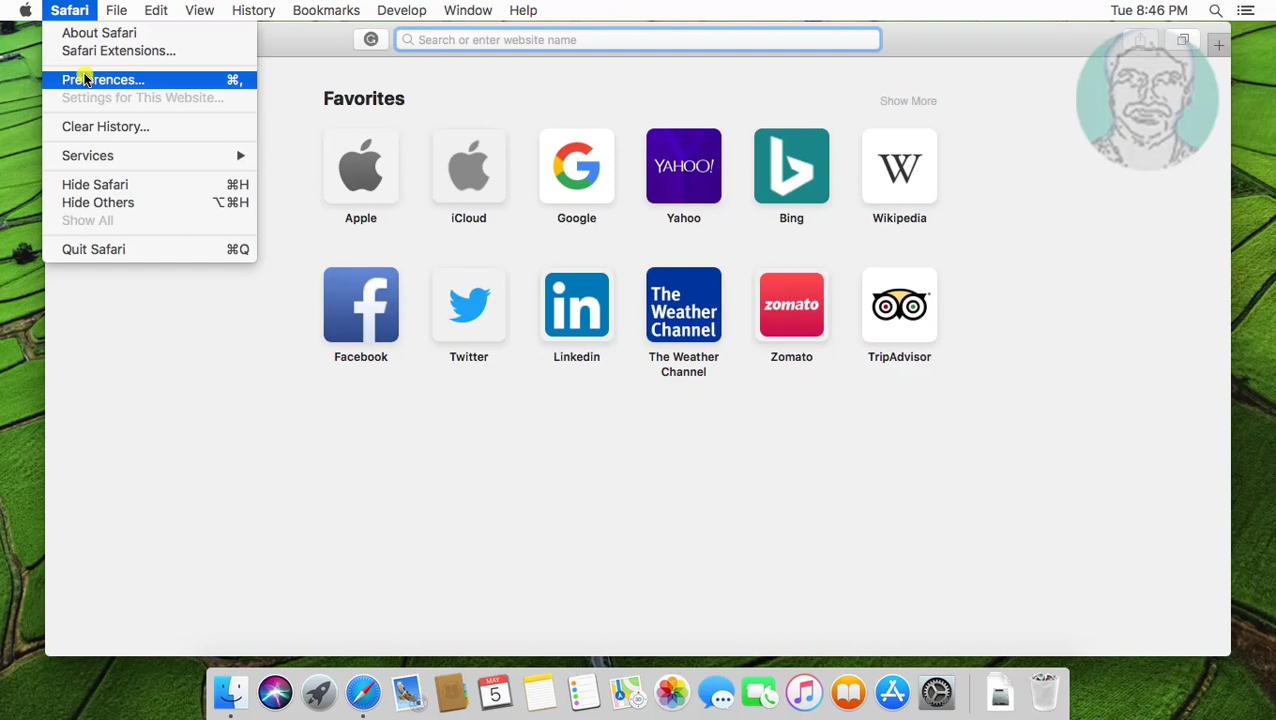 Safari File Edit View History Bookmarks Develop Window Help Tue 8:46 PM
About Safari
Safari Extensions...
Preferences... ⌘,
Settings for This Website...
Clear History...
Services
Hide Safari ⌘H
Hide Others ⌥⌘H
Show All
Quit Safari ⌘Q
Search or enter website name
Favorites Show More
G YAHOO! b W
Apple iCloud Google Yahoo Bing Wikipedia
f in The Weather Channel zomato
Facebook Twitter Linkedin The Weather Channel Zomato TripAdvisor
MAY
5